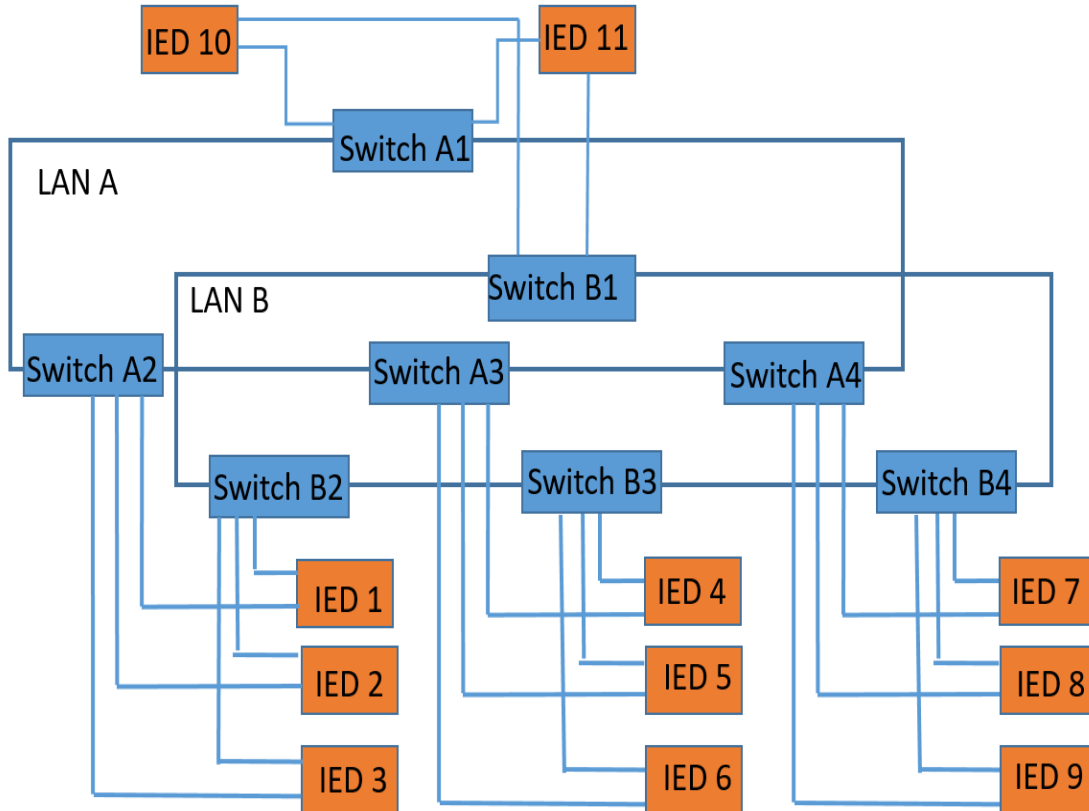 IED 10
IED 11
Switch A1
LAN A
Switch B1
LAN B
Switch A2
Switch A3
Switch A4
Switch B2
Switch B3
Switch B4
IED 1
IED 4
IED 7
IED 2
IED 5
IED 8
IED 3
IED 6
IED 9